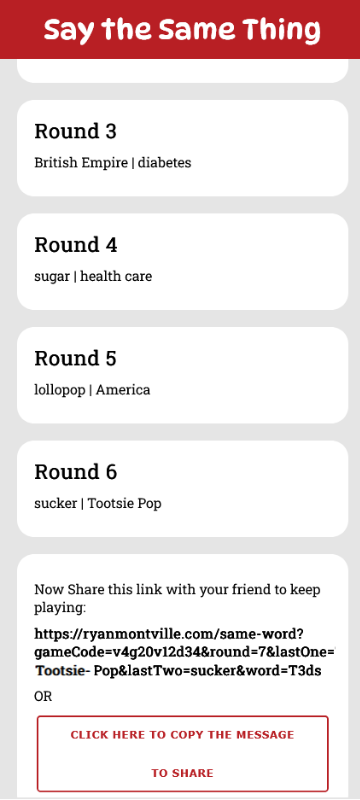 Say the Same Thing
Round 3
British Empire | diabetes
Round 4
sugar | health care
Round 5
lollopop | America
Round 6
sucker | Tootsie Pop
Now Share this link with your friend to keep
playing:
https://ryanmontville.com/same-word?
gameCode=v4g20v12d34&round=7&lastOne=
Tootsie- Pop&lastTwo=sucker&word=T3ds
OR
CLICK HERE TO COPY THE MESSAGE
TO SHARE